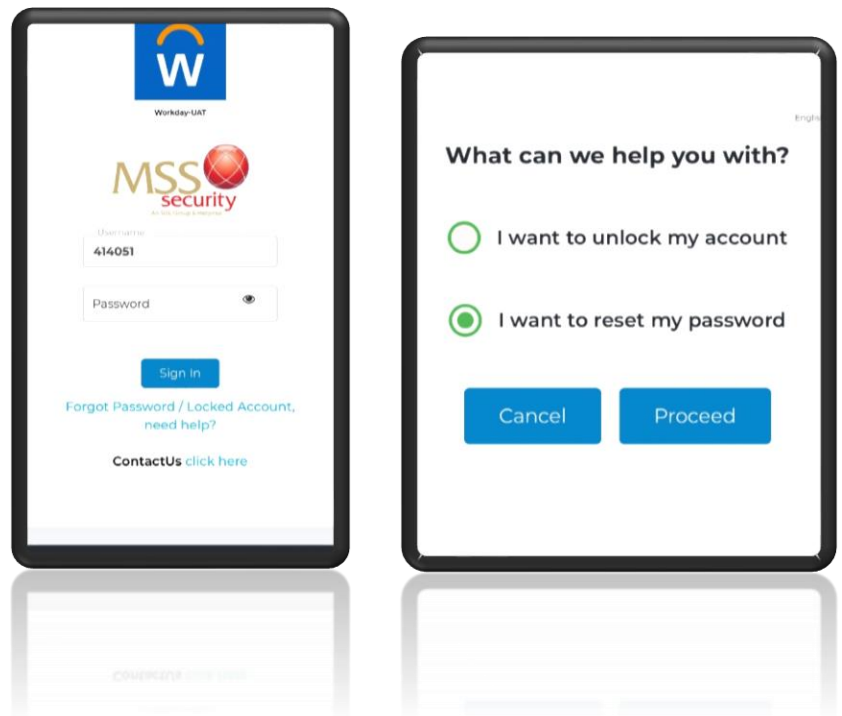 W
Workday-UAT
MSS
security
Username
414051
Password
Sign In
Forgot Password / Locked Account,
need help?
ContactUs click here
What can we help you with?
I want to unlock my account
I want to reset my password
Cancel
Proceed